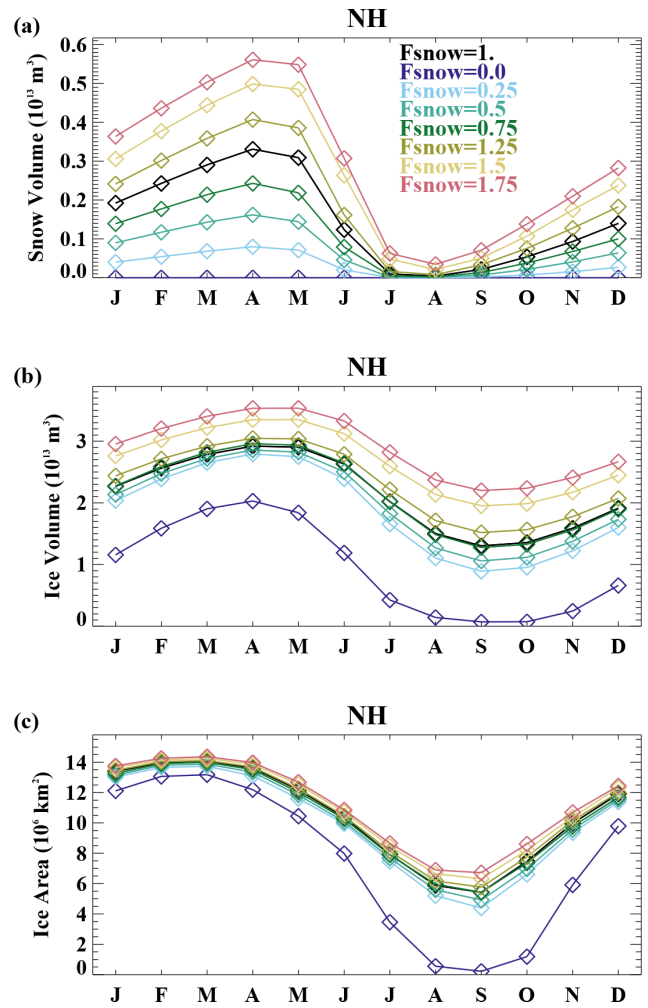 NH
(a)
Snow Volume (10¹³ m³)
0.6
0.5
0.4
0.3
0.2
0.1
0.0
Fsnow=1.
Fsnow=0.0
Fsnow=0.25
Fsnow=0.5
Fsnow=0.75
Fsnow=1.25
Fsnow=1.5
Fsnow=1.75
J F M A M J J A S O N D
NH
(b)
Ice Volume (10¹³ m³)
3
2
1
0
J F M A M J J A S O N D
NH
(c)
Ice Area (10⁶ km²)
14
12
10
8
6
4
2
0
J F M A M J J A S O N D